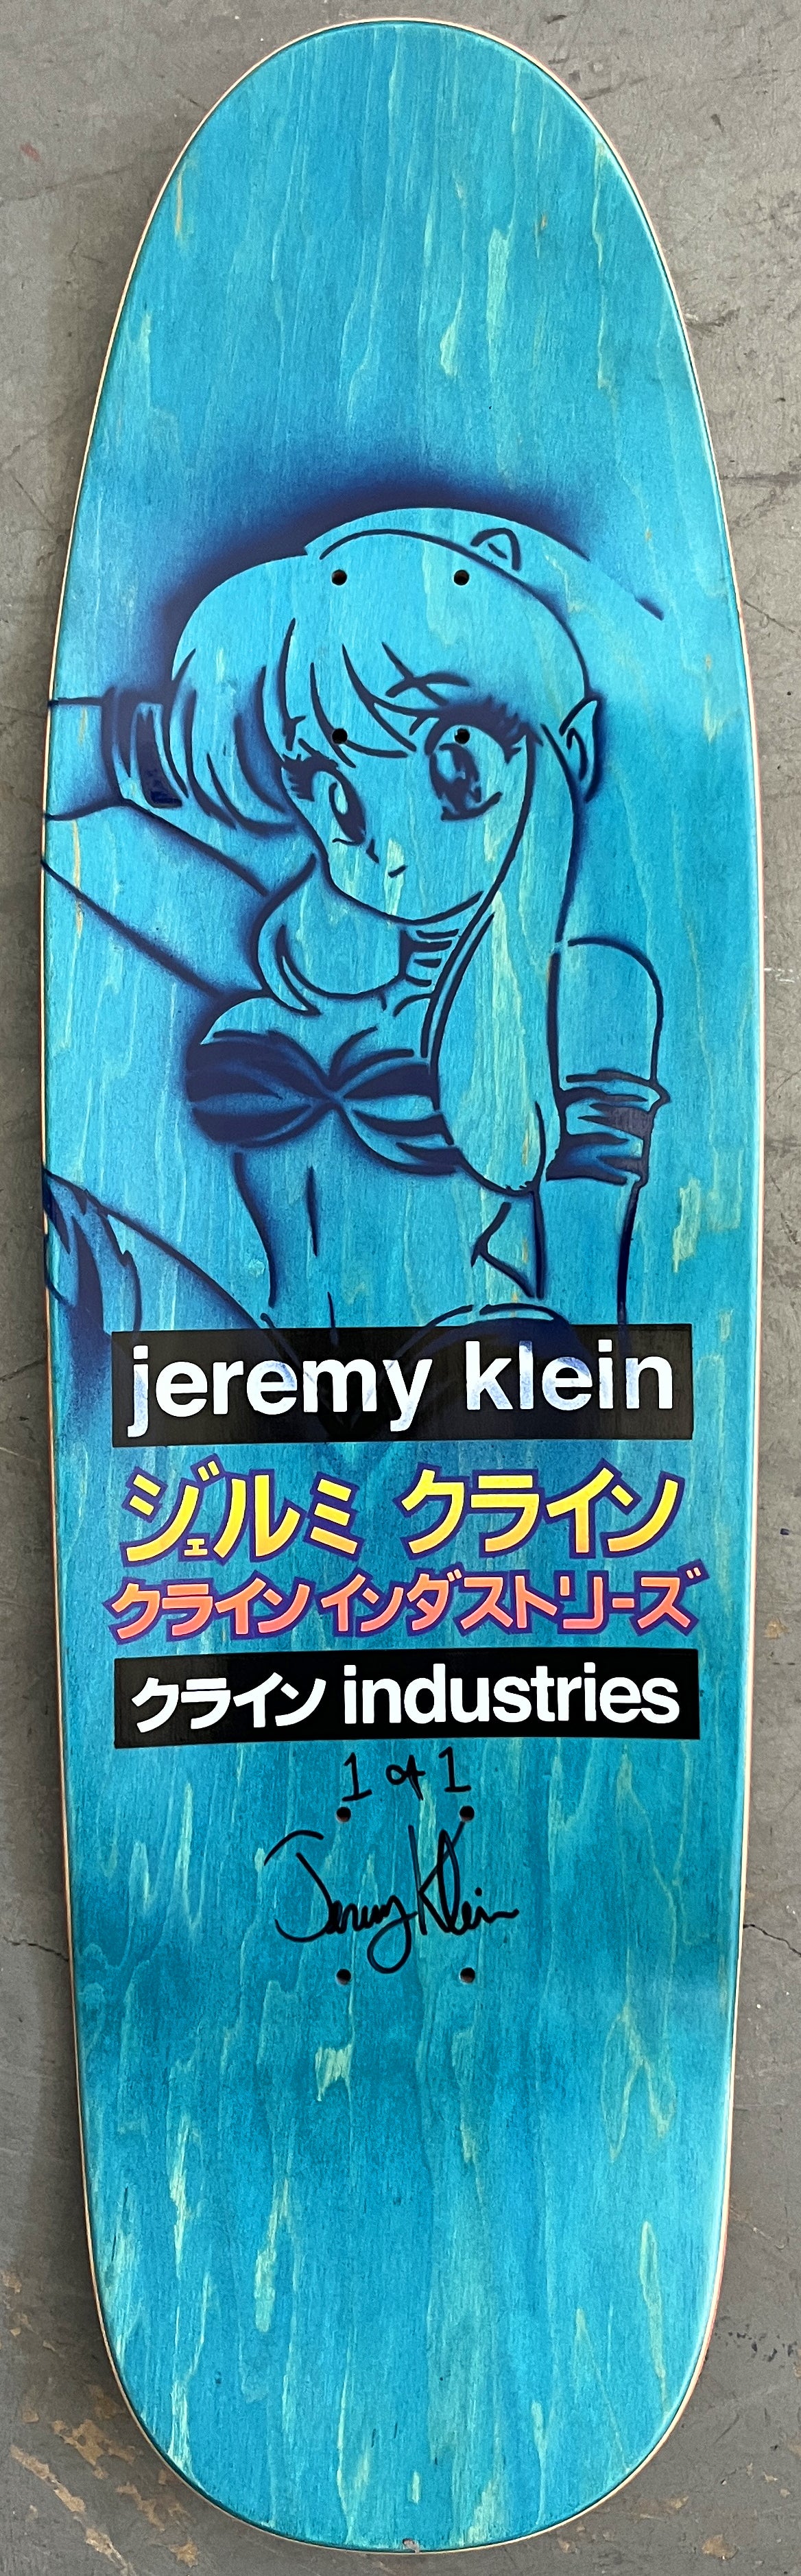 jeremy klein
ジェルミ クライン
クラインインダストリーズ
クライン industries
1 of 1
Jeremy Klein